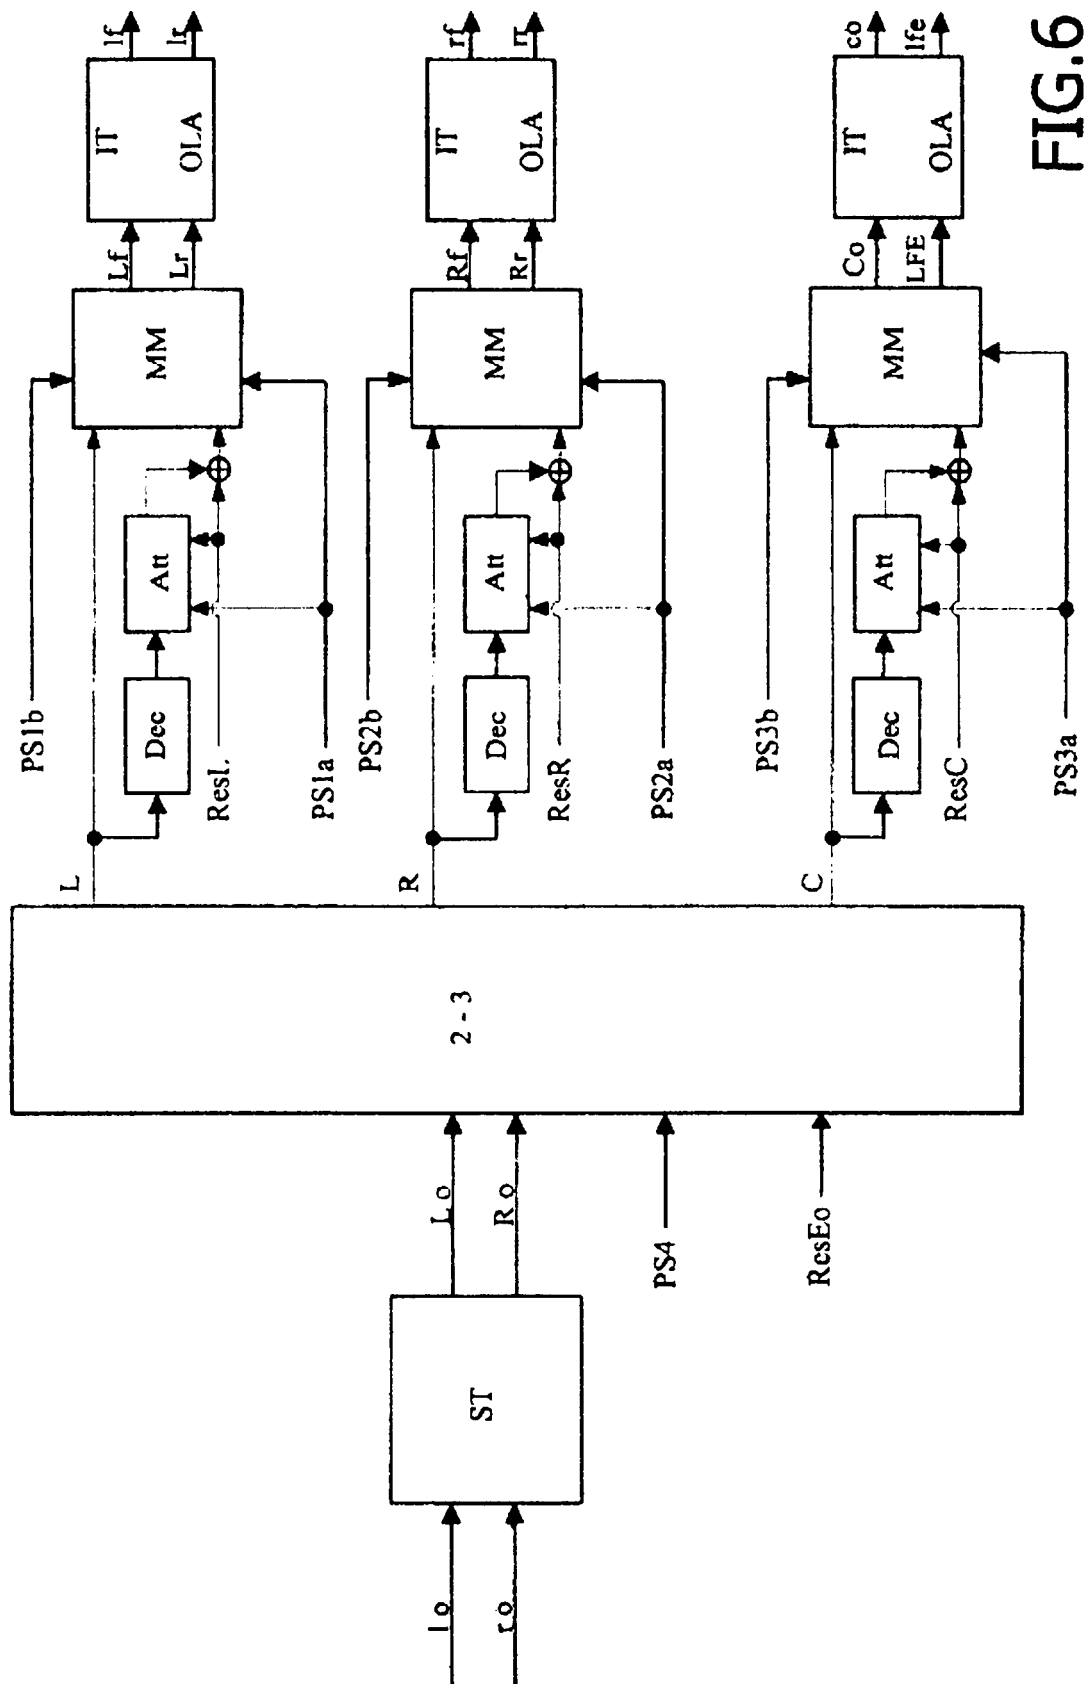 FIG.6
lo
ro
ST
Lo
Ro
PS4
ResEo
2 - 3
L
PS1b
Dec
Att
ResL
PS1a
MM
Lf
Lr
IT
OLA
lf
lr
R
PS2b
Dec
Att
ResR
PS2a
MM
Rf
Rr
IT
OLA
rf
rr
C
PS3b
Dec
Att
ResC
PS3a
MM
Co
LFE
IT
OLA
co
lfe